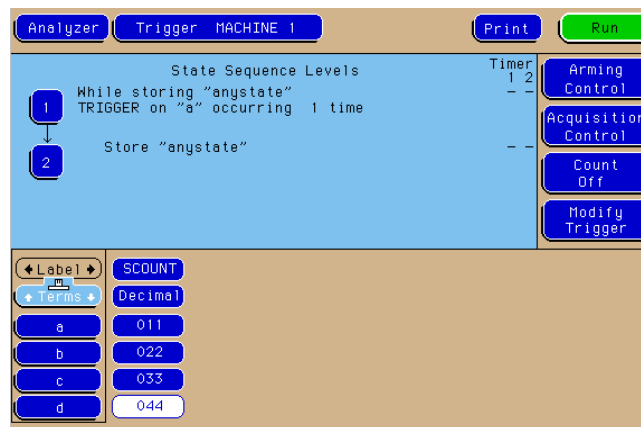 Analyzer Trigger MACHINE 1 Print Run
State Sequence Levels
Timer
1 2
While storing "anystate"
- -
TRIGGER on "a" occurring 1 time
1
Store "anystate"
- -
2
Arming
Control
Acquisition
Control
Count
Off
Modify
Trigger
Label SCOUNT
Terms Decimal
a 011
b 022
c 033
d 044